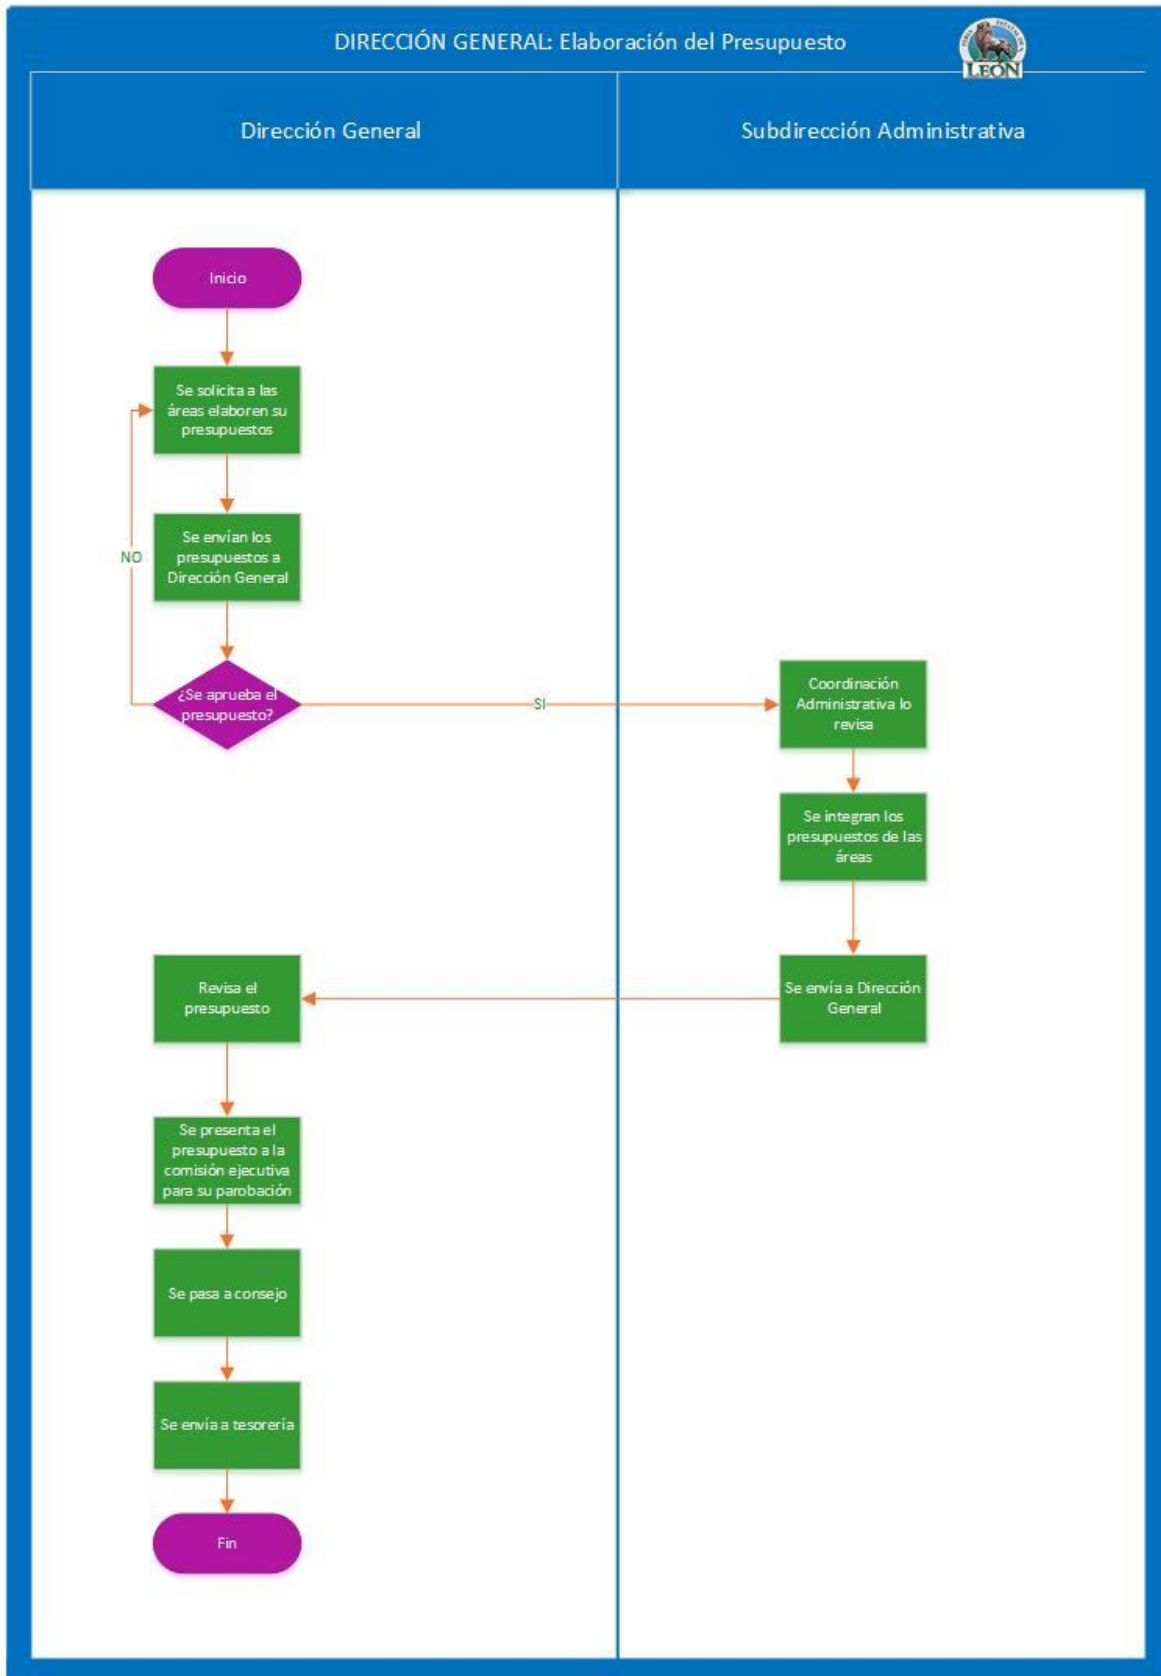 DIRECCIÓN GENERAL: Elaboración del Presupuesto
LEÓN
Dirección General
Subdirección Administrativa
Inicio
Se solicita a las
áreas elaboren su
presupuestos
Se envían los
presupuestos a
Dirección General
NO
¿Se aprueba el
presupuesto?
SI
Coordinación
Administrativa lo
revisa
Se integran los
presupuestos de las
áreas
Se envía a Dirección
General
Revisa el
presupuesto
Se presenta el
presupuesto a la
comisión ejecutiva
para su parobación
Se pasa a consejo
Se envía a tesorería
Fin